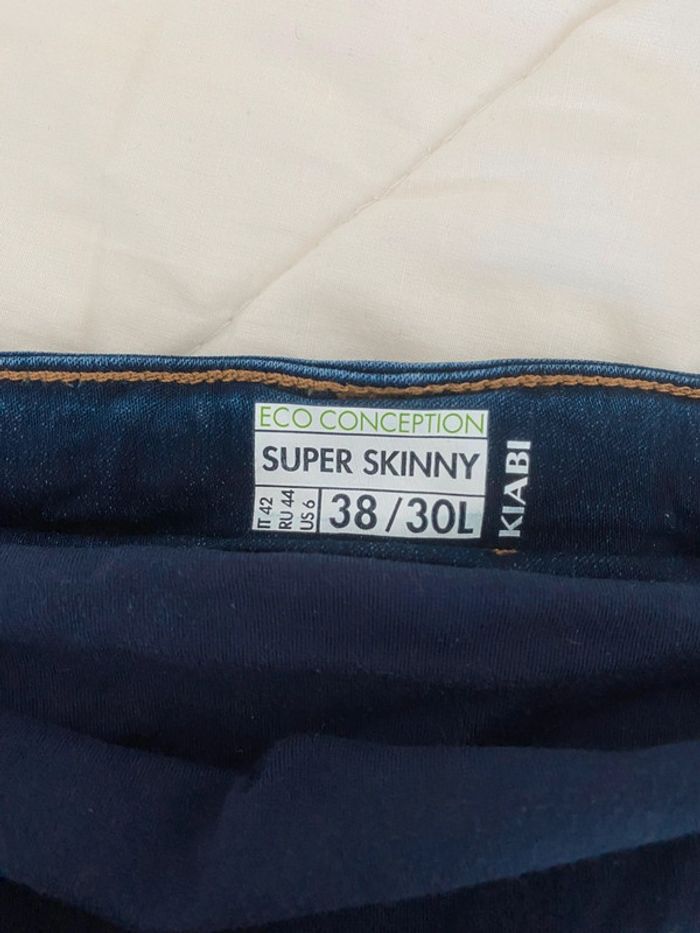 ECO CONCEPTION
SUPER SKINNY
IT 42
RU 44
US 6
38 / 30L
KIABI